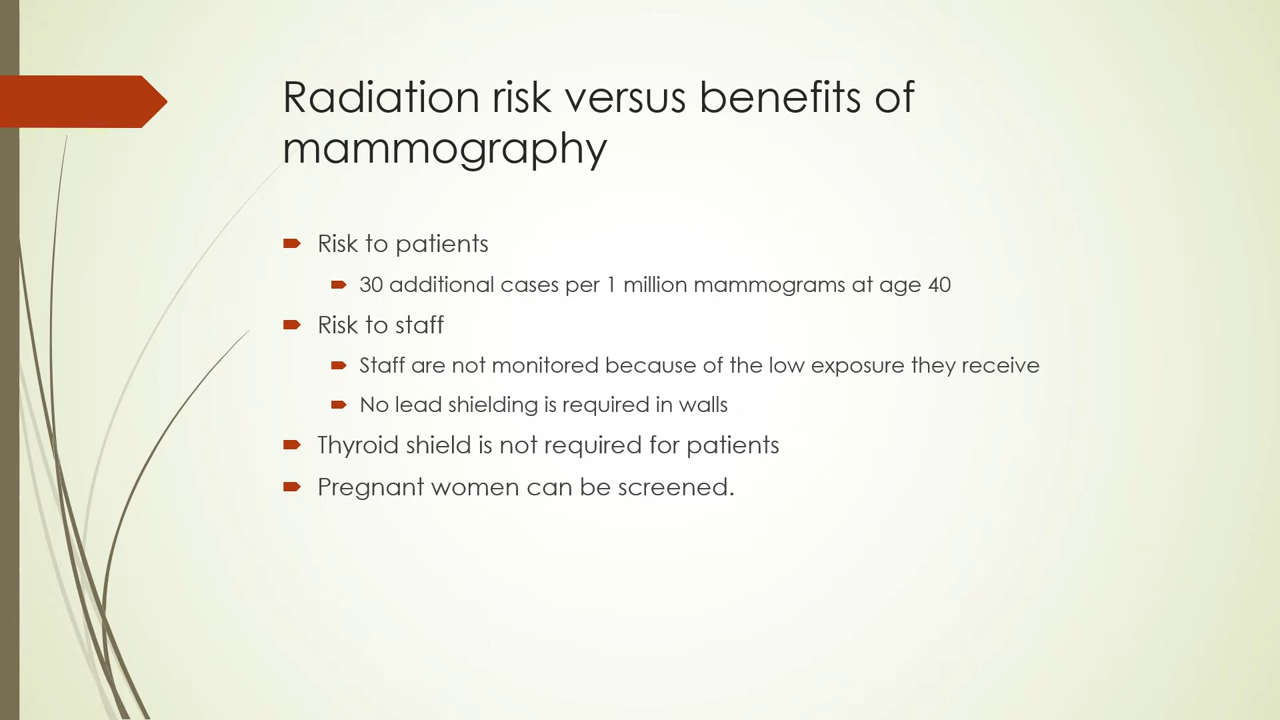 Radiation risk versus benefits of
mammography
Risk to patients
30 additional cases per 1 million mammograms at age 40
Risk to staff
Staff are not monitored because of the low exposure they receive
No lead shielding is required in walls
Thyroid shield is not required for patients
Pregnant women can be screened.